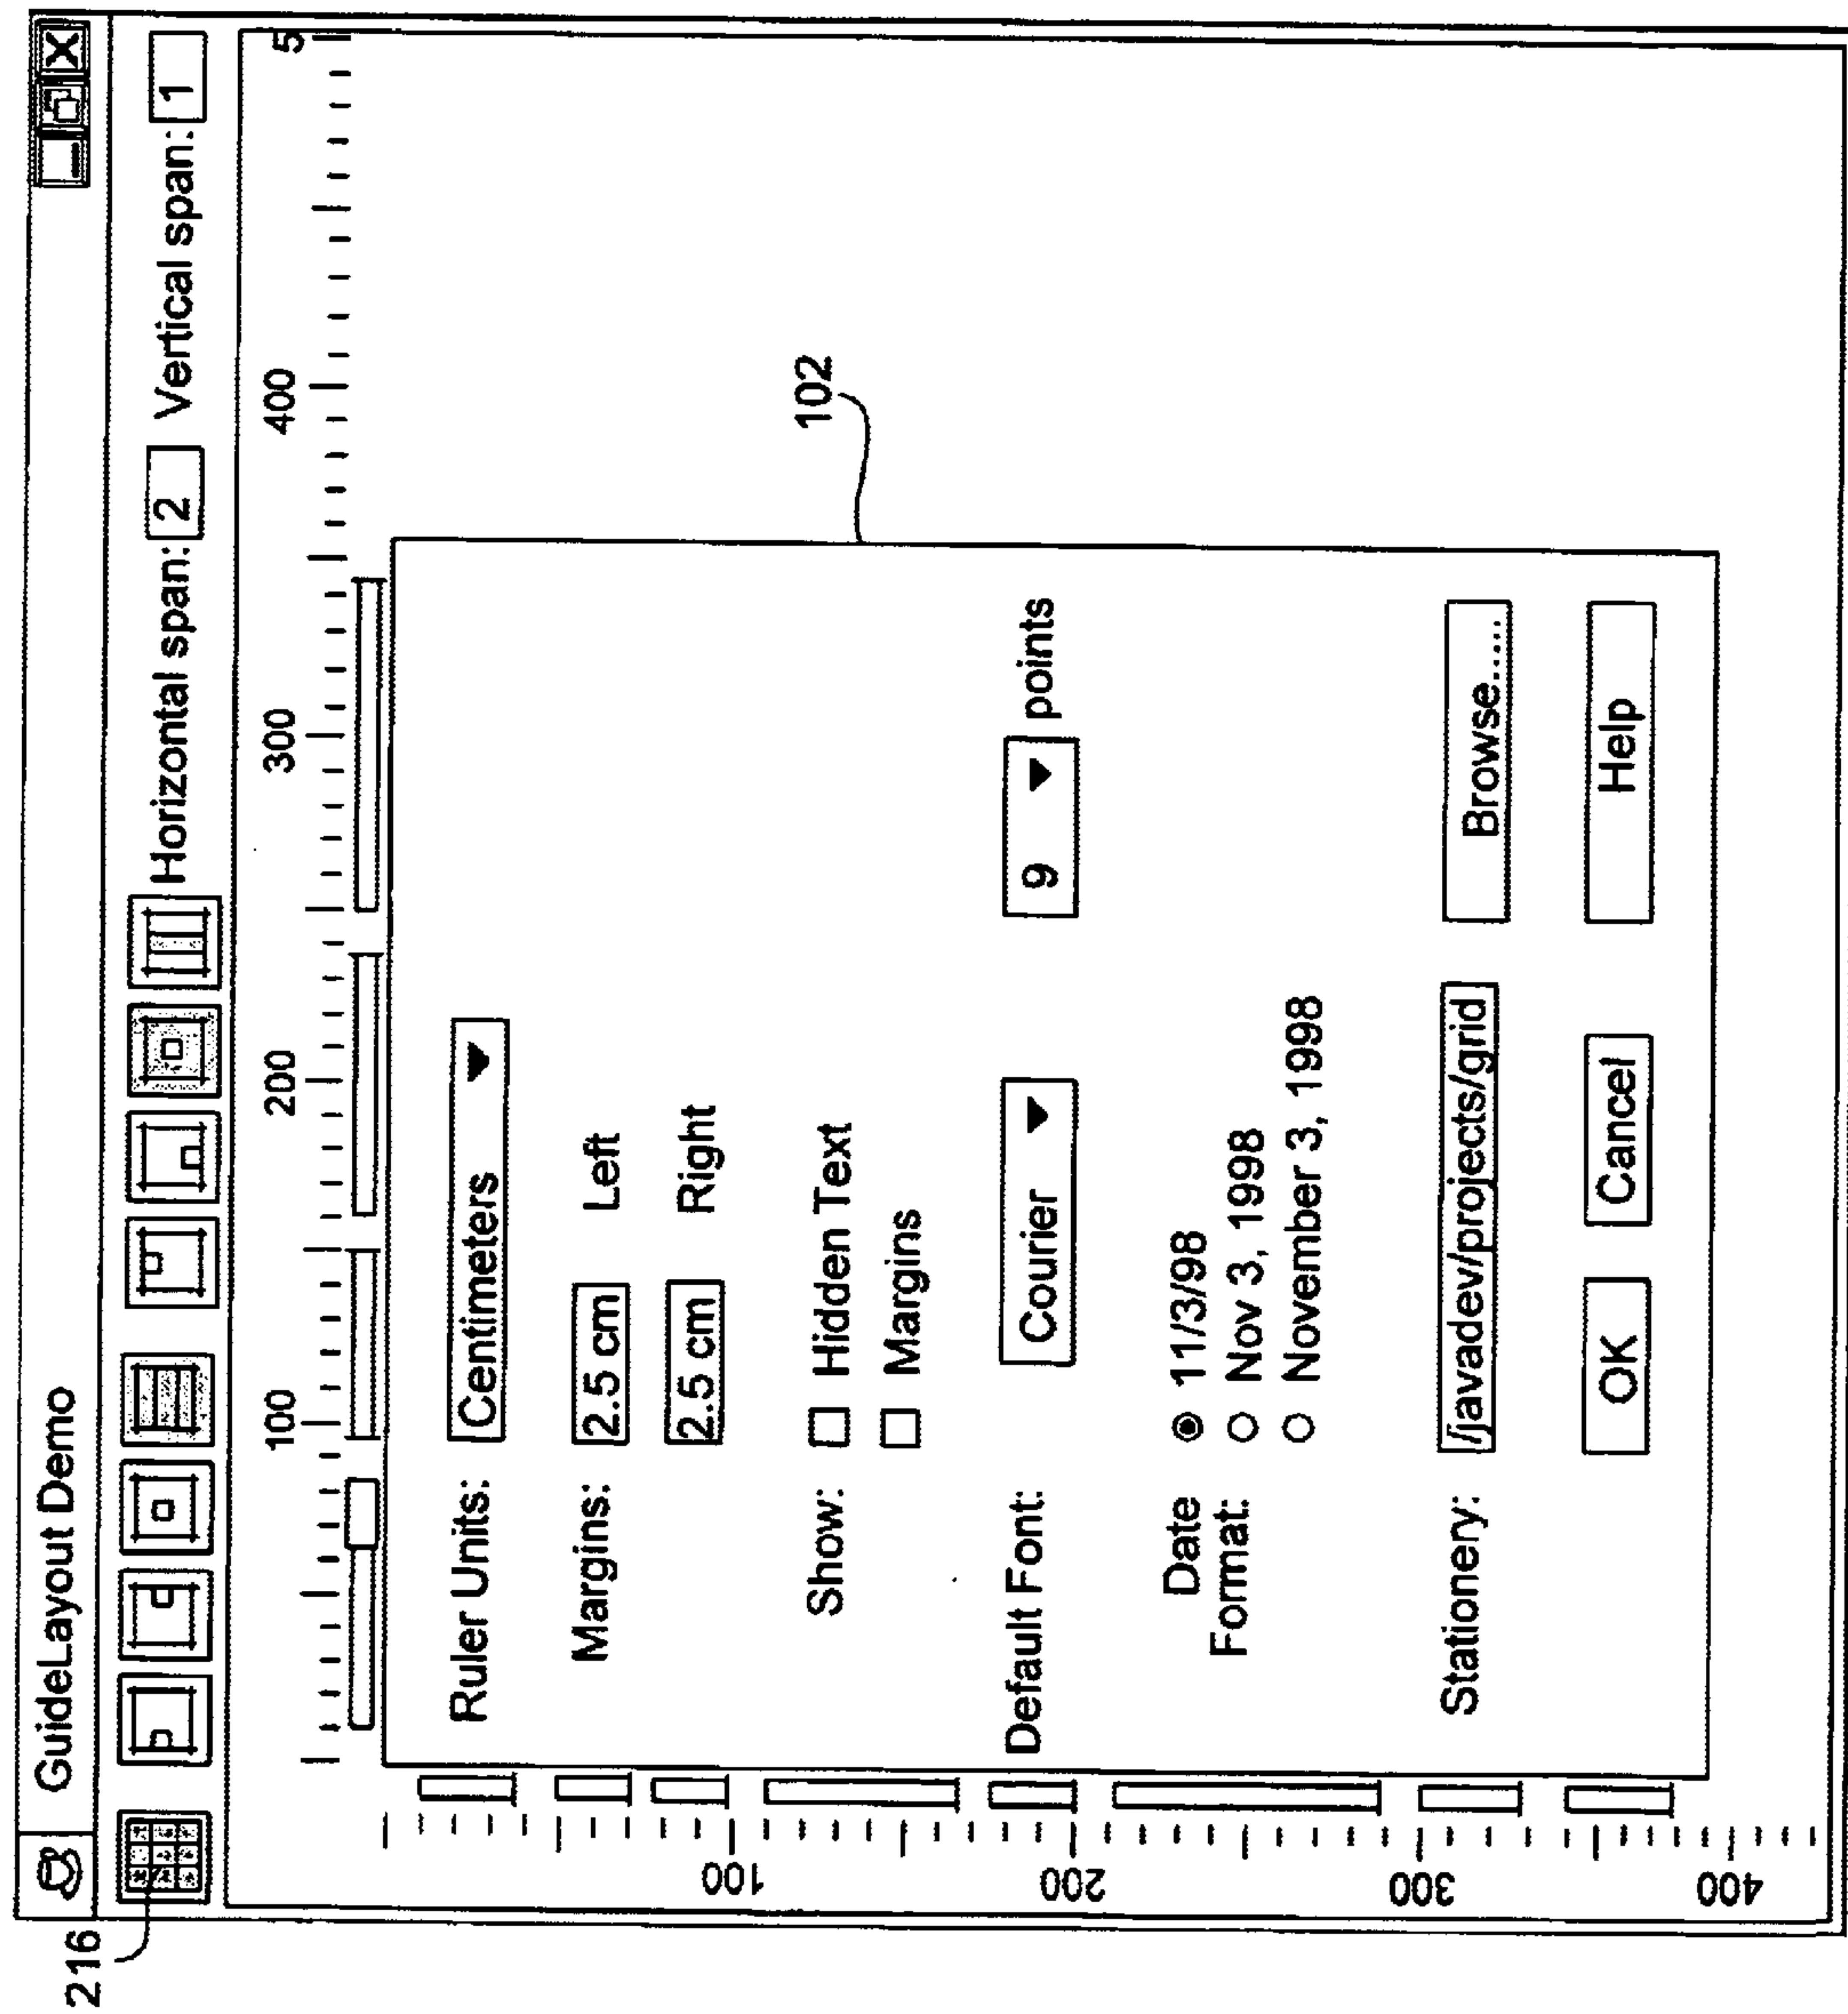 216
GuideLayout Demo
Horizontal span: 2 Vertical span: 1
100 200 300 400 5
102
100
200
300
400
Ruler Units: Centimeters
Margins: 2.5 cm Left
2.5 cm Right
Show: Hidden Text
Margins
Default Font: Courier 9 points
Date Format: 11/3/98
Nov 3, 1998
November 3, 1998
Stationery: /javadev/projects/grid Browse.....
OK Cancel Help